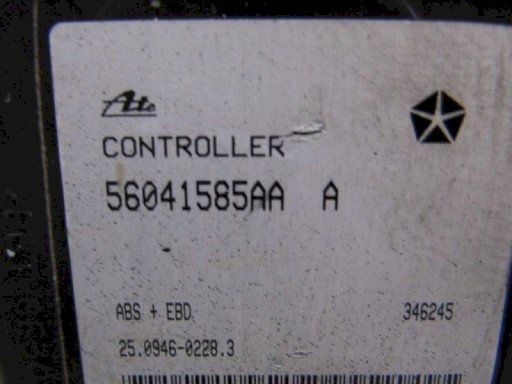 Ate
CONTROLLER
56041585AA A
ABS + EBD
346245
25.0946-0228.3